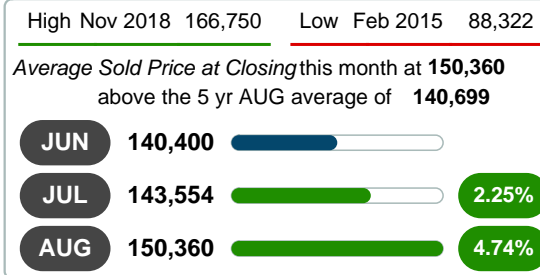 High Nov 2018 166,750 Low Feb 2015 88,322
Average Sold Price at Closing this month at 150,360
above the 5 yr AUG average of 140,699
JUN 140,400
JUL 143,554 2.25%
AUG 150,360 4.74%